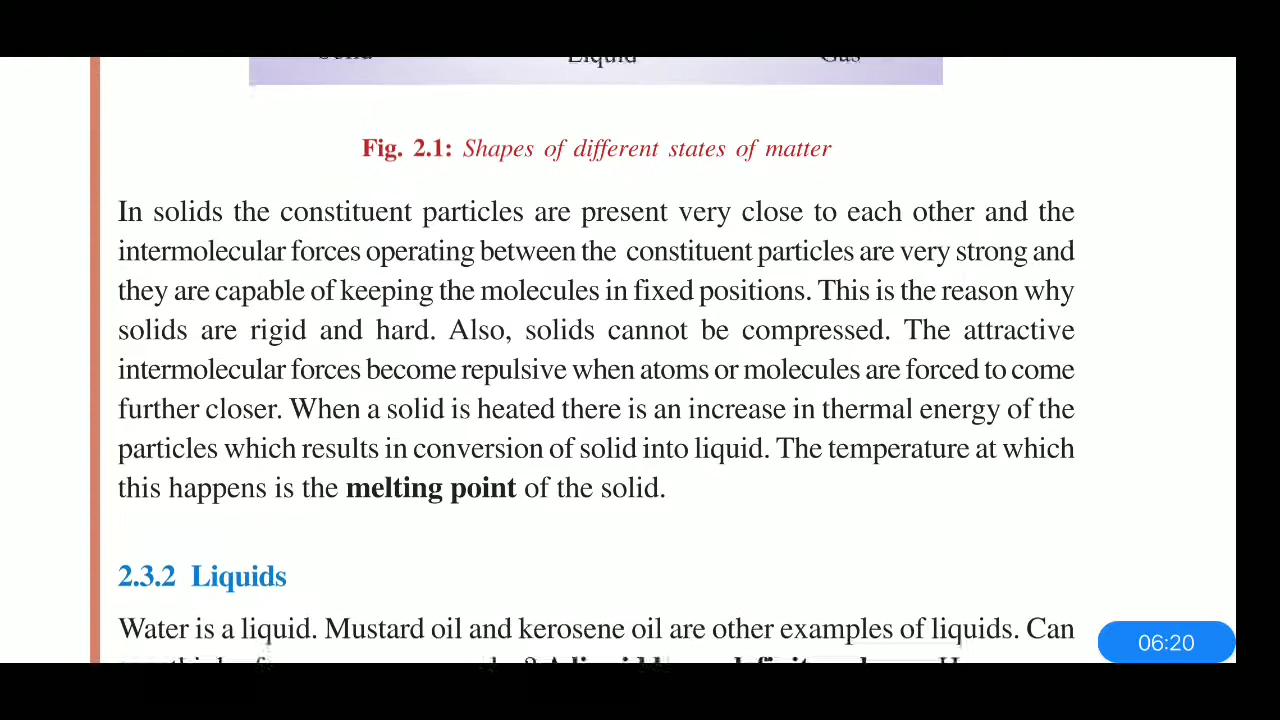 Solid Liquid Gas
Fig. 2.1: Shapes of different states of matter
In solids the constituent particles are present very close to each other and the
intermolecular forces operating between the constituent particles are very strong and
they are capable of keeping the molecules in fixed positions. This is the reason why
solids are rigid and hard. Also, solids cannot be compressed. The attractive
intermolecular forces become repulsive when atoms or molecules are forced to come
further closer. When a solid is heated there is an increase in thermal energy of the
particles which results in conversion of solid into liquid. The temperature at which
this happens is the melting point of the solid.
2.3.2 Liquids
Water is a liquid. Mustard oil and kerosene oil are other examples of liquids. Can
06:20